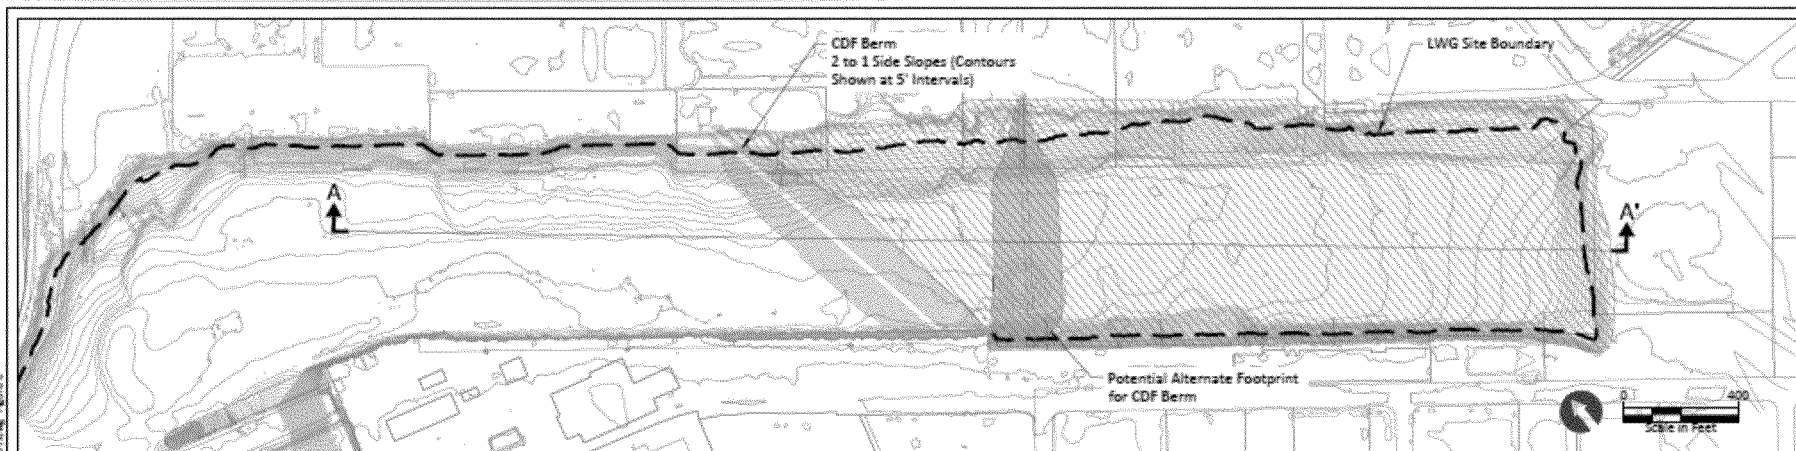 CDF Berm
2 to 1 Side Slopes (Contours
Shown at 5' Intervals)
LWG Site Boundary
A
A'
Potential Alternate Footprint
for CDF Berm
0 400
Scale in Feet